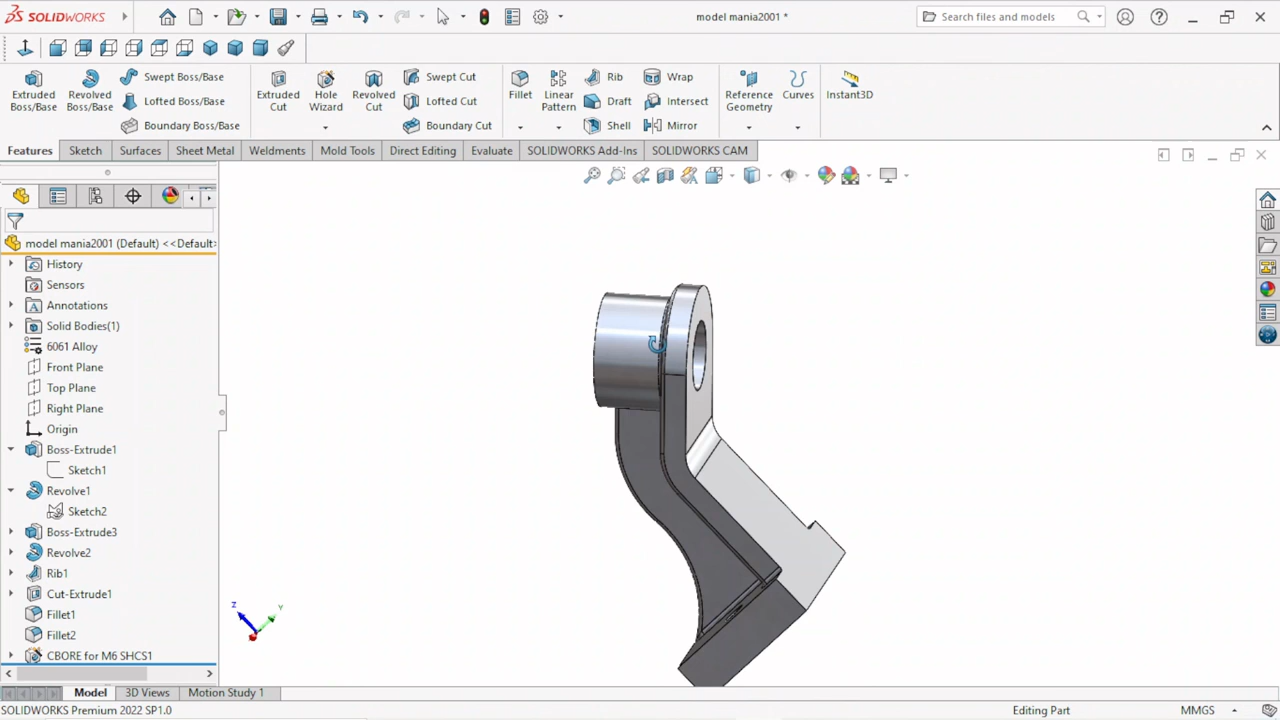 SOLIDWORKS
model mania2001 *
Search files and models
Extruded Boss/Base
Revolved Boss/Base
Swept Boss/Base
Lofted Boss/Base
Boundary Boss/Base
Extruded Cut
Hole Wizard
Revolved Cut
Swept Cut
Lofted Cut
Boundary Cut
Fillet
Linear Pattern
Rib
Draft
Shell
Wrap
Intersect
Mirror
Reference Geometry
Curves
Instant3D
Features
Sketch
Surfaces
Sheet Metal
Weldments
Mold Tools
Direct Editing
Evaluate
SOLIDWORKS Add-Ins
SOLIDWORKS CAM
model mania2001 (Default) <<Default>
History
Sensors
Annotations
Solid Bodies(1)
6061 Alloy
Front Plane
Top Plane
Right Plane
Origin
Boss-Extrude1
Sketch1
Revolve1
Sketch2
Boss-Extrude3
Revolve2
Rib1
Cut-Extrude1
Fillet1
Fillet2
CBORE for M6 SHCS1
Z
Y
Model
3D Views
Motion Study 1
SOLIDWORKS Premium 2022 SP1.0
Editing Part
MMGS